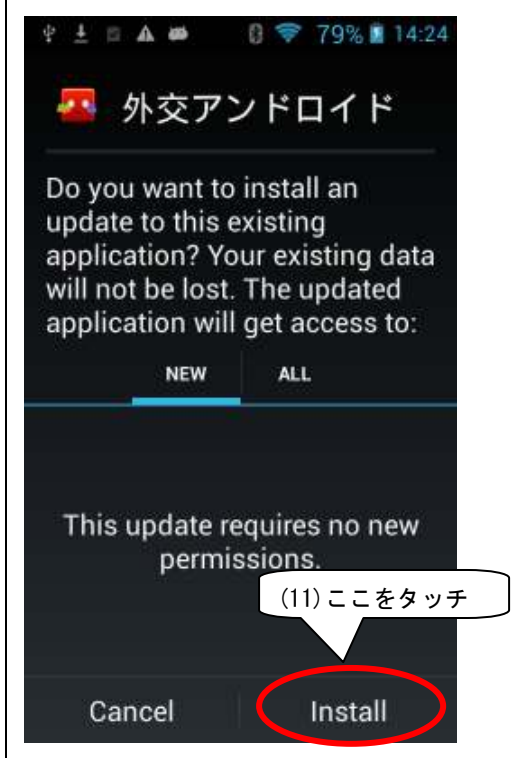 79% 14:24
外交アンドロイド
Do you want to install an
update to this existing
application? Your existing data
will not be lost. The updated
application will get access to:
NEW ALL
This update requires no new
permissions.
(11)ここをタッチ
Cancel Install